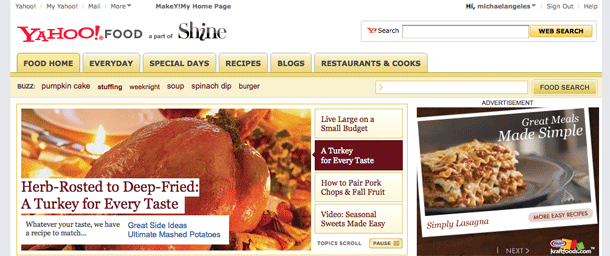 Yahoo! Mail More Make Y! My Home Page Hi, michaelangeles Sign Out Help
YAHOO! FOOD a part of Shine
Y! Search WEB SEARCH
FOOD HOME EVERYDAY SPECIAL DAYS RECIPES BLOGS RESTAURANTS & COOKS
BUZZ: pumpkin cake stuffing weeknight soup spinach dip burger FOOD SEARCH
ADVERTISEMENT
Herb-Rosted to Deep-Fried:
A Turkey for Every Taste
Whatever your taste, we have
a recipe to match...
Great Side Ideas
Ultimate Mashed Potatoes
Live Large on a
Small Budget
A Turkey
for Every Taste
How to Pair Pork
Chops & Fall Fruit
Video: Seasonal
Sweets Made Easy
TOPICS SCROLL PAUSE
Great Meals
Made Simple
Simply Lasagna
MORE EASY RECIPES
NEXT >
kraftfoods.com